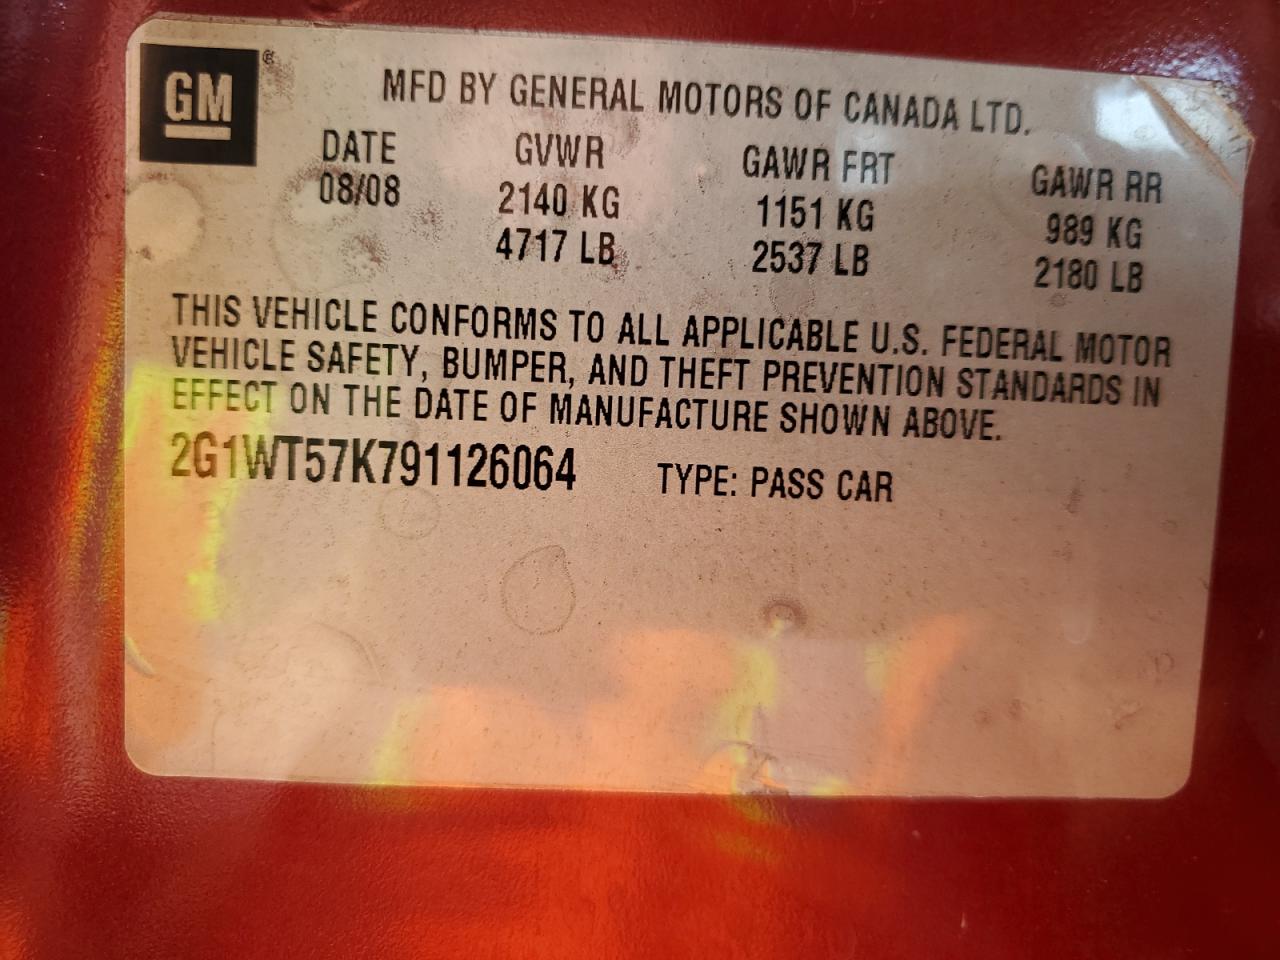 GM ®
MFD BY GENERAL MOTORS OF CANADA LTD.
DATE GVWR GAWR FRT GAWR RR
08/08 2140 KG 1151 KG 989 KG
4717 LB 2537 LB 2180 LB
THIS VEHICLE CONFORMS TO ALL APPLICABLE U.S. FEDERAL MOTOR
VEHICLE SAFETY, BUMPER, AND THEFT PREVENTION STANDARDS IN
EFFECT ON THE DATE OF MANUFACTURE SHOWN ABOVE.
2G1WT57K791126064 TYPE: PASS CAR